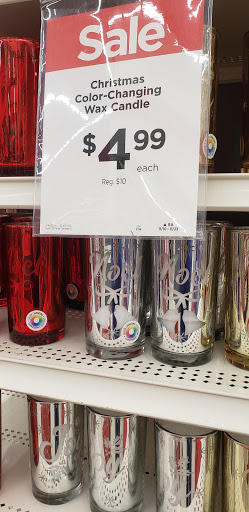 Sale
Christmas
Color-Changing
Wax Candle
$4.99
each
Reg. $10